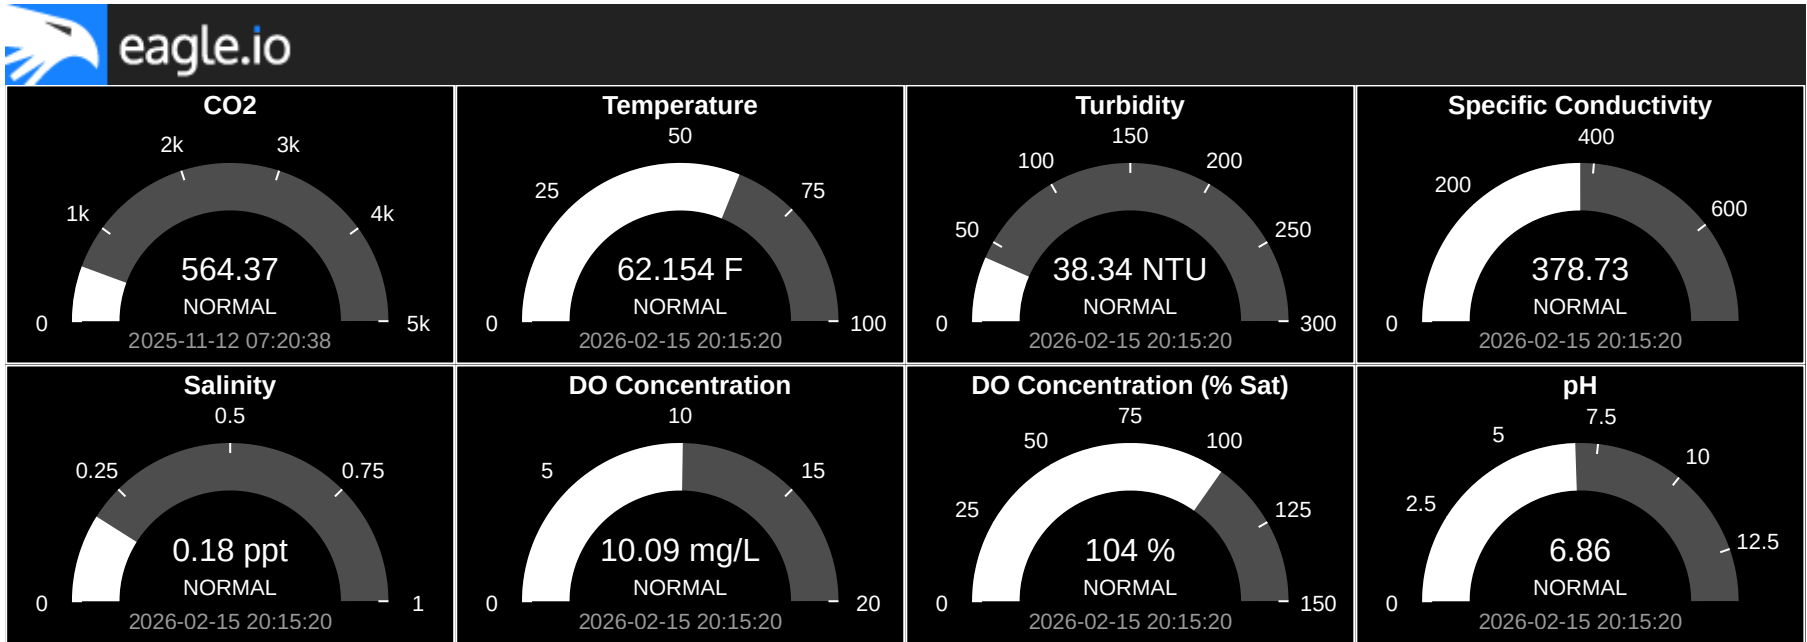 eagle.io
CO2
0
1k
2k
3k
4k
5k
564.37
NORMAL
2025-11-12 07:20:38
Temperature
0
25
50
75
100
62.154 F
NORMAL
2026-02-15 20:15:20
Turbidity
0
50
100
150
200
250
300
38.34 NTU
NORMAL
2026-02-15 20:15:20
Specific Conductivity
0
200
400
600
378.73
NORMAL
2026-02-15 20:15:20
Salinity
0
0.25
0.5
0.75
1
0.18 ppt
NORMAL
2026-02-15 20:15:20
DO Concentration
0
5
10
15
20
10.09 mg/L
NORMAL
2026-02-15 20:15:20
DO Concentration (% Sat)
0
25
50
75
100
125
150
104 %
NORMAL
2026-02-15 20:15:20
pH
0
2.5
5
7.5
10
12.5
6.86
NORMAL
2026-02-15 20:15:20